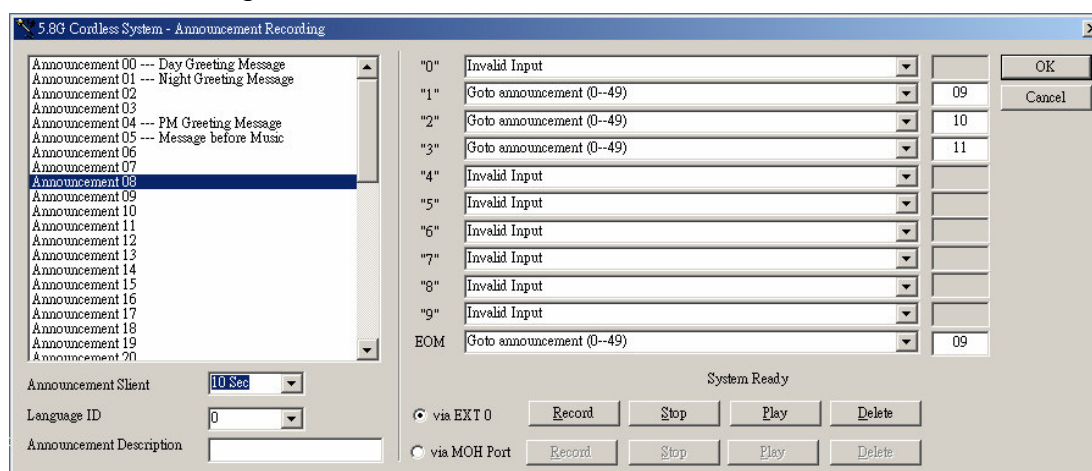 5.8G Cordless System - Announcement Recording
Announcement 00 --- Day Greeting Message
Announcement 01 --- Night Greeting Message
Announcement 02
Announcement 03
Announcement 04 --- PM Greeting Message
Announcement 05 --- Message before Music
Announcement 06
Announcement 07
Announcement 08
Announcement 09
Announcement 10
Announcement 11
Announcement 12
Announcement 13
Announcement 14
Announcement 15
Announcement 16
Announcement 17
Announcement 18
Announcement 19
Announcement 20
Announcement Slient 10 Sec
Language ID 0
Announcement Description
"0" Invalid Input
"1" Goto announcement (0--49) 09
"2" Goto announcement (0--49) 10
"3" Goto announcement (0--49) 11
"4" Invalid Input
"5" Invalid Input
"6" Invalid Input
"7" Invalid Input
"8" Invalid Input
"9" Invalid Input
EOM Goto announcement (0--49) 09
System Ready
via EXT 0 Record Stop Play Delete
via MOH Port Record Stop Play Delete
OK
Cancel